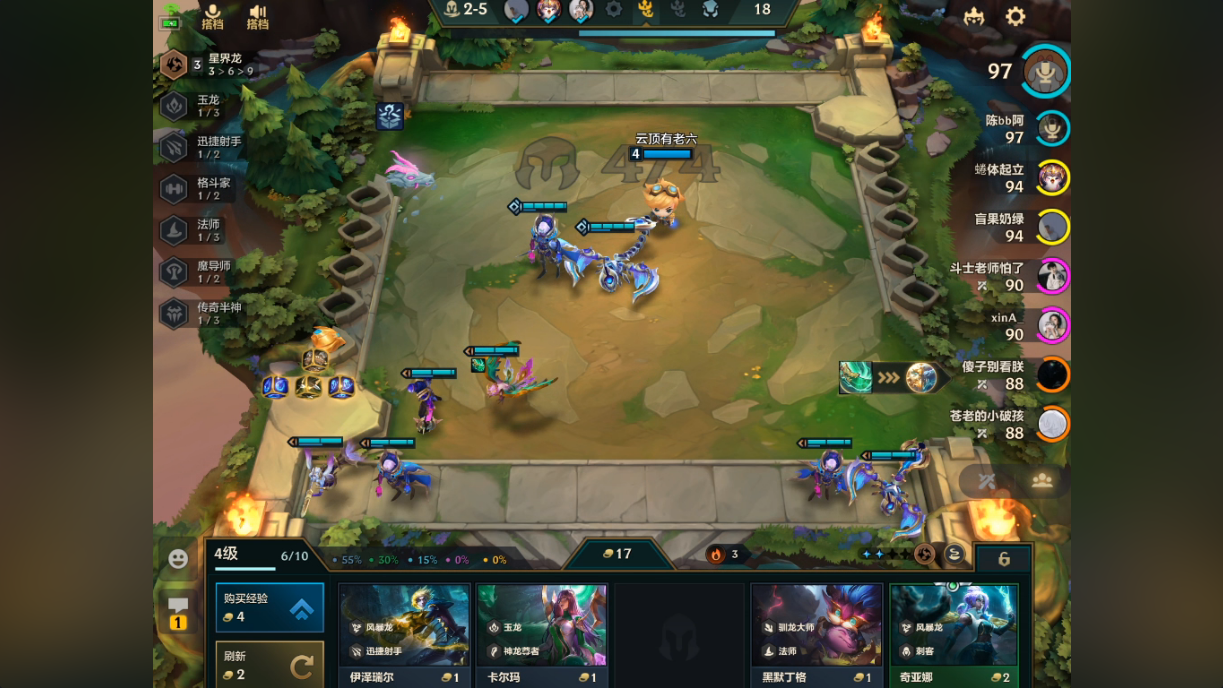 搭档
搭档
2-5
18
3
星界龙
3 > 6 > 9
玉龙
1 / 3
迅捷射手
1 / 2
格斗家
1 / 2
法师
1 / 3
魔导师
1 / 2
传奇半神
1 / 3
474
云顶有老六
4
97
陈bb阿
97
蜷体起立
94
盲果奶绿
94
斗士老师怕了
90
xinA
90
傻子别看朕
88
苍老的小破孩
88
4级
6/10
55%
30%
15%
0%
0%
17
3
6
1
购买经验
4
刷新
2
风暴龙
迅捷射手
伊泽瑞尔
1
玉龙
神龙尊者
卡尔玛
1
驯龙大师
法师
黑默丁格
1
风暴龙
刺客
奇亚娜
2